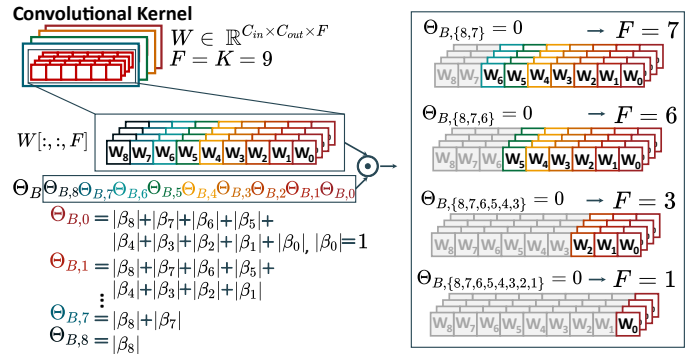 Convolutional Kernel
W ∈ ℝ^{C_{in}×C_{out}×F}
F = K = 9
W[:, :, F]
W₈ W₇ W₆ W₅ W₄ W₃ W₂ W₁ W₀
Θ_B Θ_{B,8} Θ_{B,7} Θ_{B,6} Θ_{B,5} Θ_{B,4} Θ_{B,3} Θ_{B,2} Θ_{B,1} Θ_{B,0}
Θ_{B,0} = |β₈|+|β₇|+|β₆|+|β₅|+
|β₄|+|β₃|+|β₂|+|β₁|+|β₀|, |β₀|=1
Θ_{B,1} = |β₈|+|β₇|+|β₆|+|β₅|+
|β₄|+|β₃|+|β₂|+|β₁|
⋮
Θ_{B,7} = |β₈|+|β₇|
Θ_{B,8} = |β₈|
Θ_{B,{8,7}} = 0 → F = 7
W₈ W₇ W₆ W₅ W₄ W₃ W₂ W₁ W₀
Θ_{B,{8,7,6}} = 0 → F = 6
W₈ W₇ W₆ W₅ W₄ W₃ W₂ W₁ W₀
Θ_{B,{8,7,6,5,4,3}} = 0 → F = 3
W₈ W₇ W₆ W₅ W₄ W₃ W₂ W₁ W₀
Θ_{B,{8,7,6,5,4,3,2,1}} = 0 → F = 1
W₈ W₇ W₆ W₅ W₄ W₃ W₂ W₁ W₀